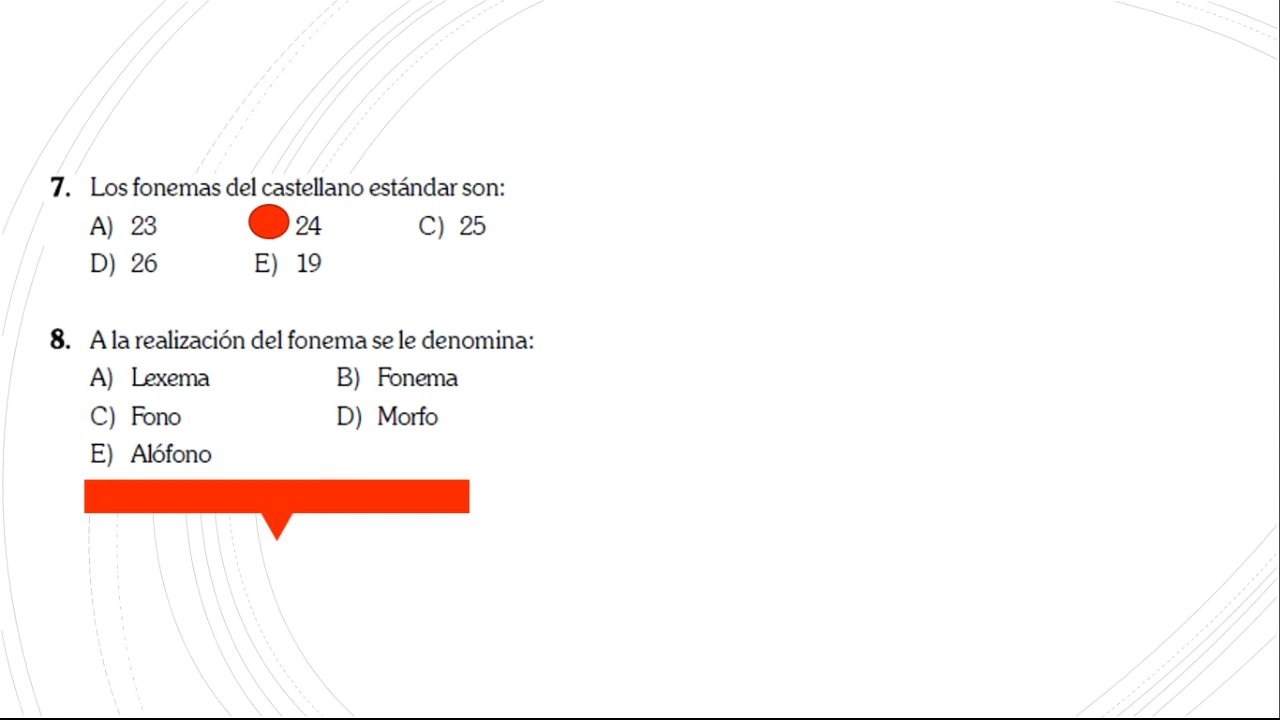 7. Los fonemas del castellano estándar son:
A) 23 24 C) 25
D) 26 E) 19
8. A la realización del fonema se le denomina:
A) Lexema B) Fonema
C) Fono D) Morfo
E) Alófono